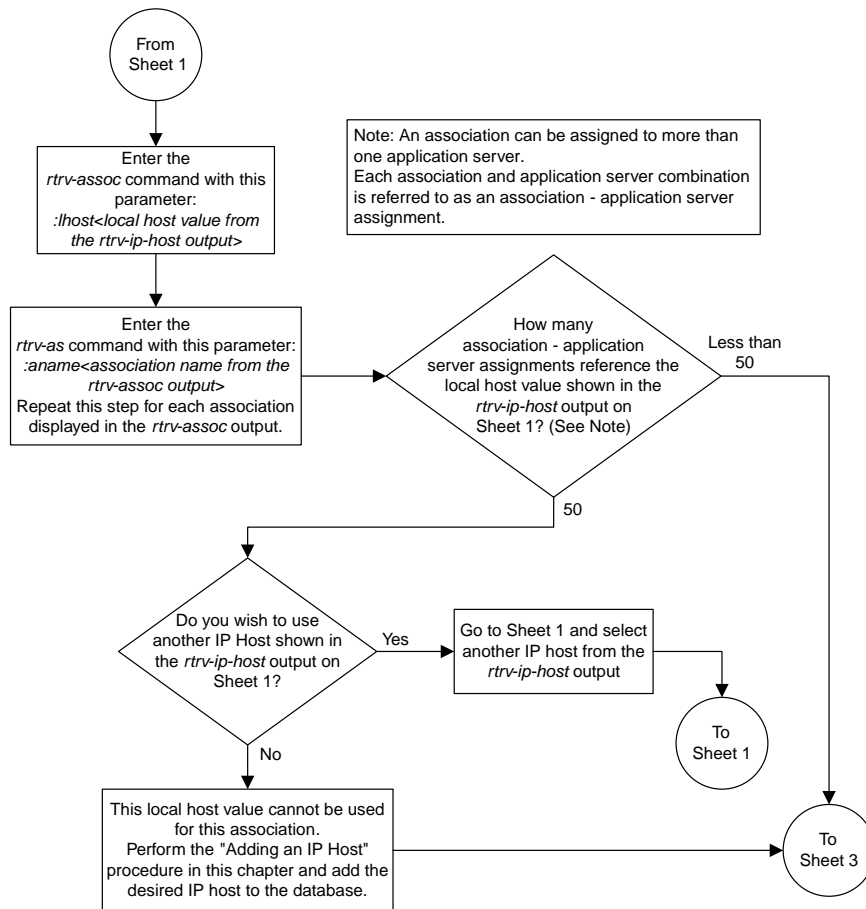 From
Sheet 1
Enter the
rtrv-assoc command with this
parameter:
:lhost<local host value from
the rtrv-ip-host output>
Note: An association can be assigned to more than
one application server.
Each association and application server combination
is referred to as an association - application server
assignment.
Enter the
rtrv-as command with this parameter:
:aname<association name from the
rtrv-assoc output>
Repeat this step for each association
displayed in the rtrv-assoc output.
How many
association - application
server assignments reference the
local host value shown in the
rtrv-ip-host output on
Sheet 1? (See Note)
Less than
50
50
Do you wish to use
another IP Host shown in
the rtrv-ip-host output on
Sheet 1?
Yes
Go to Sheet 1 and select
another IP host from the
rtrv-ip-host output
To
Sheet 1
No
This local host value cannot be used
for this association.
Perform the "Adding an IP Host"
procedure in this chapter and add the
desired IP host to the database.
To
Sheet 3